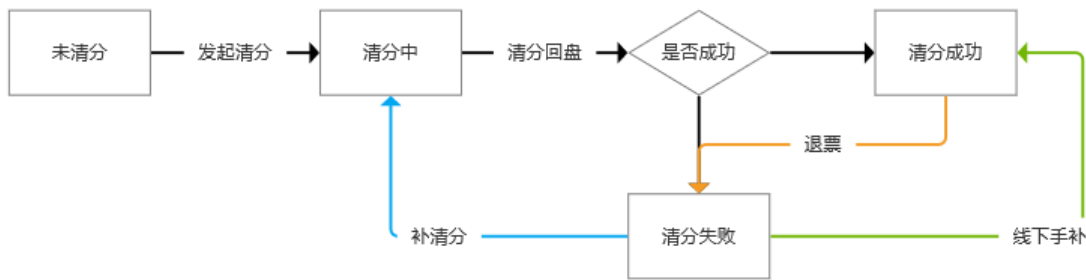 未清分
发起清分
清分中
清分回盘
是否成功
清分成功
退票
补清分
清分失败
线下手补